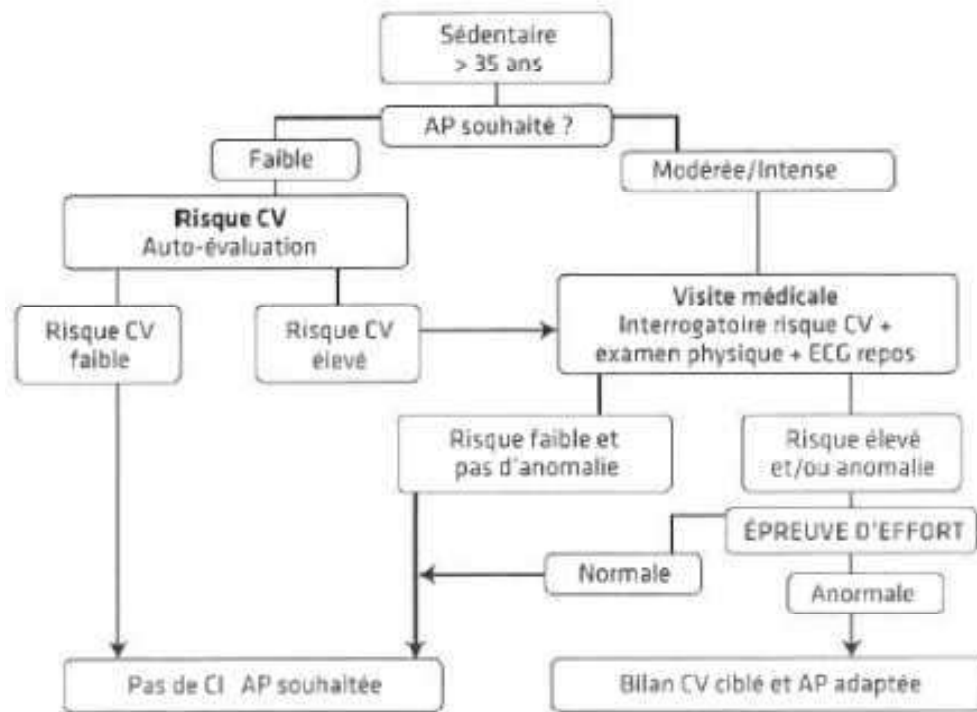 Sédentaire
> 35 ans
AP souhaité ?
Faible
Modérée/Intense
Risque CV
Auto-évaluation
Risque CV
faible
Risque CV
élevé
Visite médicale
Interrogatoire risque CV +
examen physique + ECG repos
Risque faible et
pas d'anomalie
Risque élevé
et/ou anomalie
ÉPREUVE D'EFFORT
Normale
Anormale
Pas de CI AP souhaitée
Bilan CV ciblé et AP adaptée